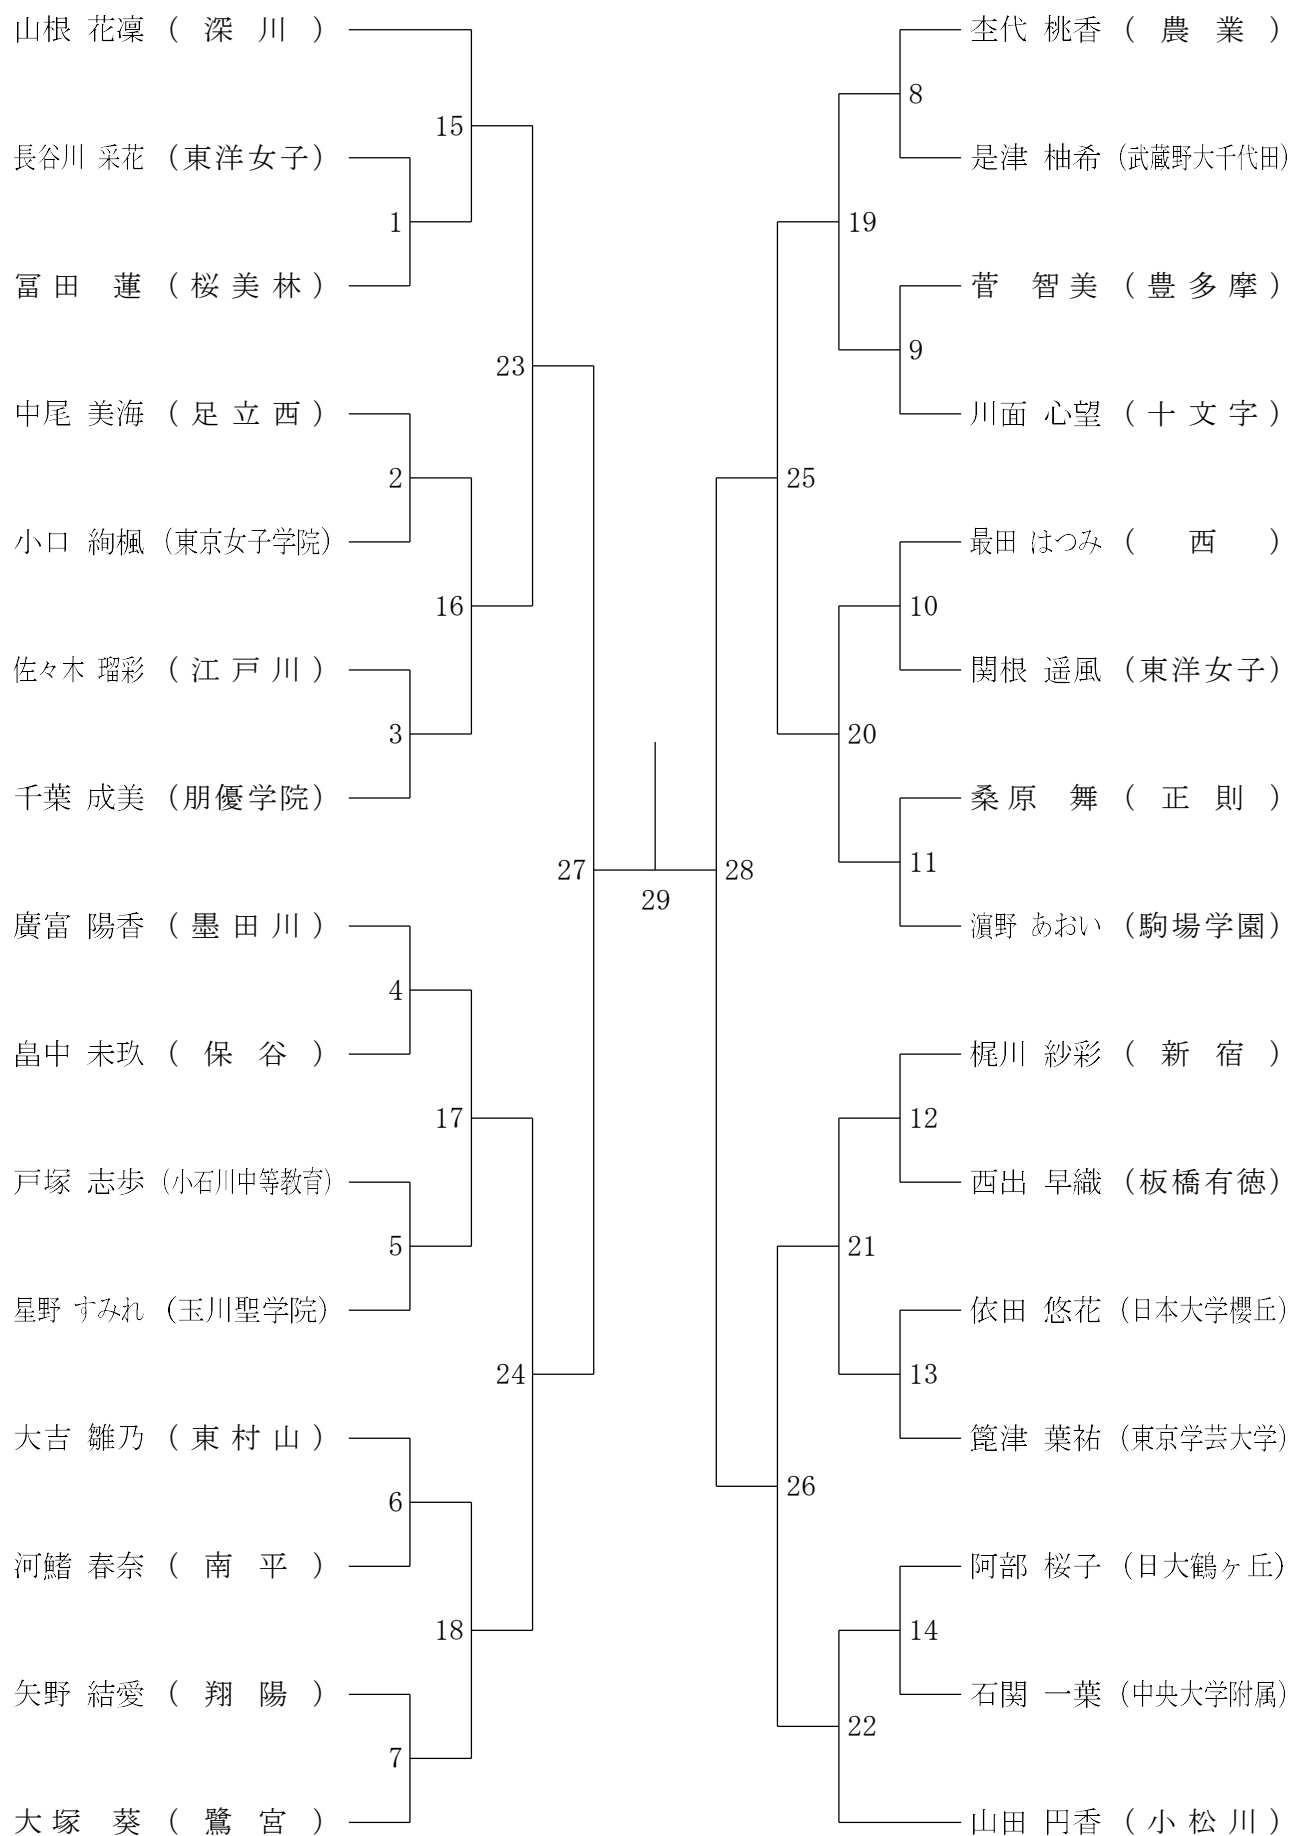 山根 花凜 ( 深 川 )
長谷川 采花 (東洋女子)
冨田 蓮 (桜美林)
中尾 美海 (足立西)
小口 絢楓 (東京女子学院)
佐々木 瑠彩 (江戸川)
千葉 成美 (朋優学院)
廣富 陽香 (墨田川)
畠中 未玖 ( 保 谷 )
戸塚 志歩 (小石川中等教育)
星野 すみれ (玉川聖学院)
大吉 雛乃 (東村山)
河鰭 春奈 ( 南 平 )
矢野 結愛 ( 翔 陽 )
大塚 葵 ( 鷺 宮 )
1
2
3
4
5
6
7
15
16
17
18
23
24
27
29
28
25
26
19
20
21
22
8
9
10
11
12
13
14
杢代 桃香 ( 農 業 )
是津 柚希 (武蔵野大千代田)
菅 智美 (豊多摩)
川面 心望 (十文字)
最田 はつみ ( 西 )
関根 遥風 (東洋女子)
桑原 舞 ( 正 則 )
濵野 あおい (駒場学園)
梶川 紗彩 ( 新 宿 )
西出 早織 (板橋有徳)
依田 悠花 (日本大学櫻丘)
篦津 葉祐 (東京学芸大学)
阿部 桜子 (日大鶴ヶ丘)
石関 一葉 (中央大学附属)
山田 円香 (小松川)